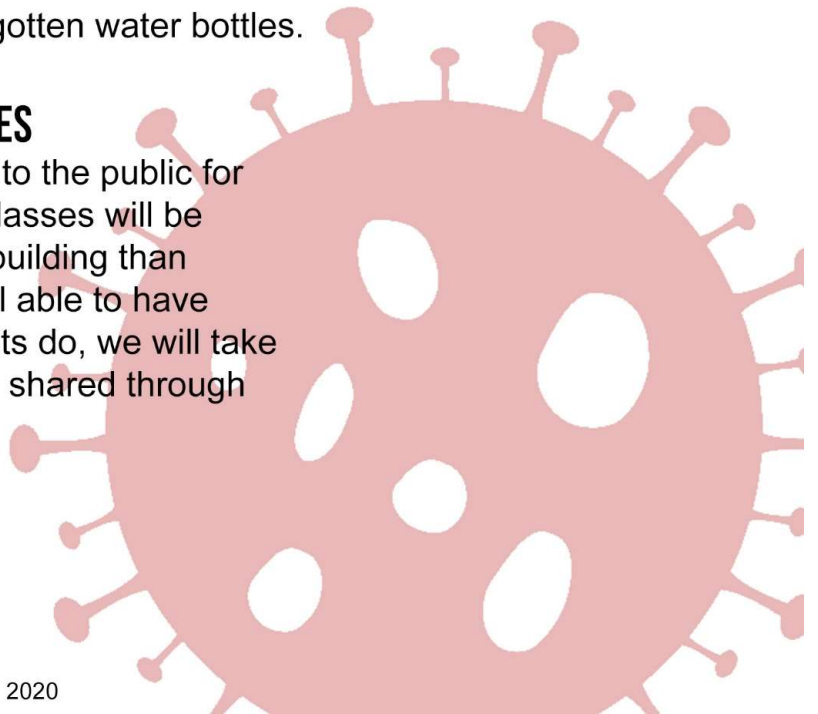 gotten water bottles.
ES
to the public for
lasses will be
building than
l able to have
ts do, we will take
shared through
2020